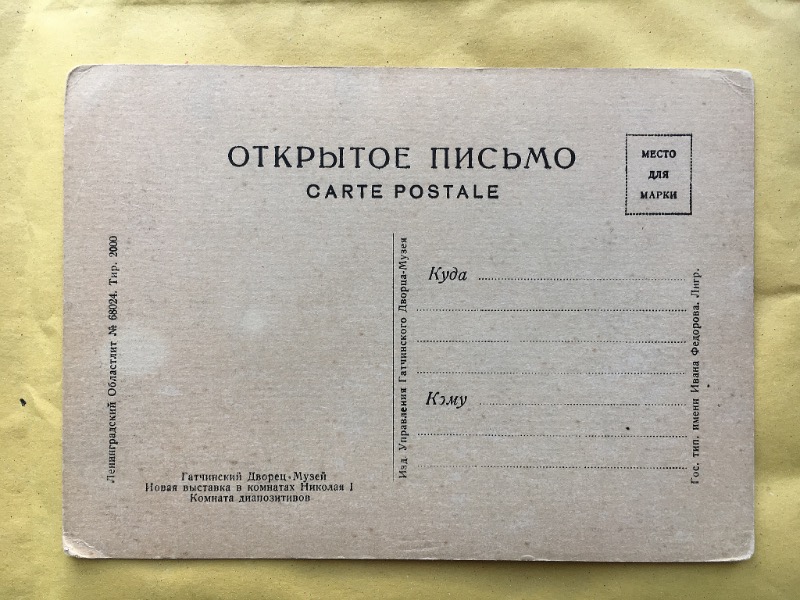 ОТКРЫТОЕ ПИСЬМО
CARTE POSTALE
МЕСТО
ДЛЯ
МАРКИ
Ленинградский Областлит № 68024. Тир. 2000
Изд. Управления Гатчинского Дворца-Музея
Куда
Кэму
Гос. тип. имени Ивана Федорова. Лнгр.
Гатчинский Дворец-Музей
Новая выставка в комнатах Николая I
Комната диапозитивов